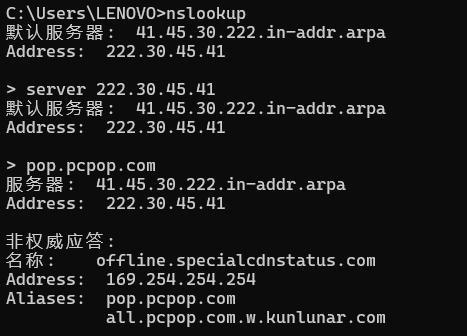 C:\Users\LENOVO>nslookup
默认服务器:  41.45.30.222.in-addr.arpa
Address:  222.30.45.41
> server 222.30.45.41
默认服务器:  41.45.30.222.in-addr.arpa
Address:  222.30.45.41
> pop.pcpop.com
服务器:  41.45.30.222.in-addr.arpa
Address:  222.30.45.41
非权威应答:
名称:    offline.specialcdnstatus.com
Address:  169.254.254.254
Aliases:  pop.pcpop.com
          all.pcpop.com.w.kunlunar.com